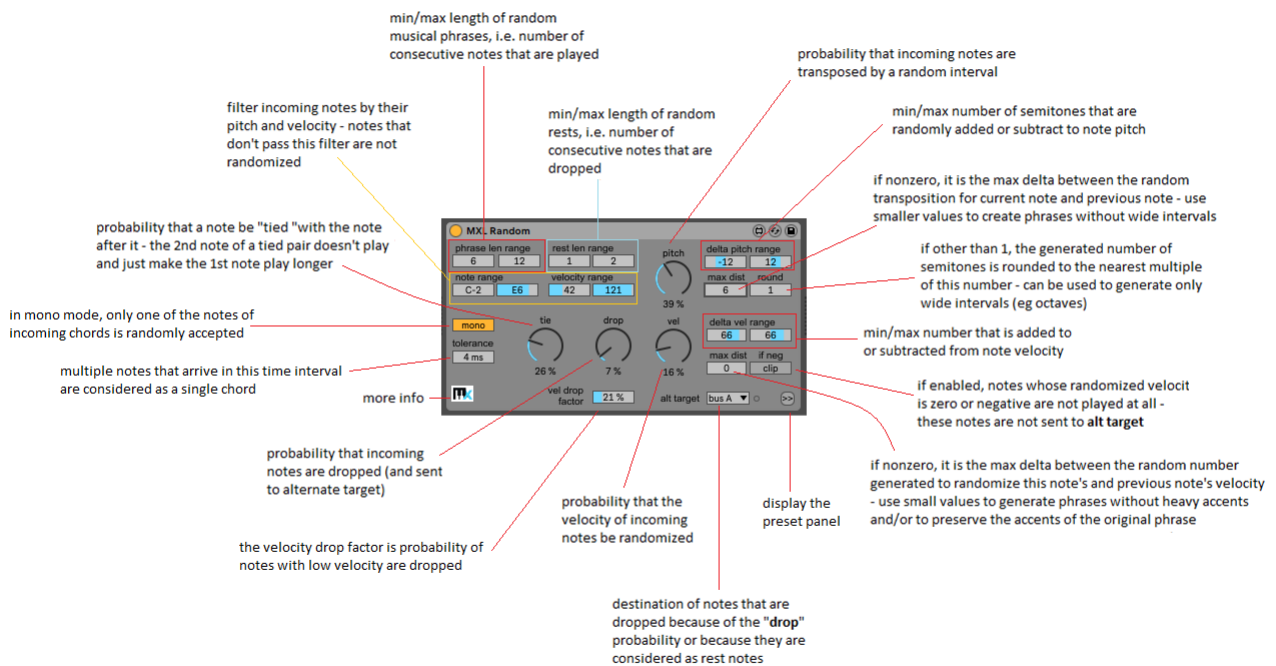 min/max length of random
musical phrases, i.e. number of
consecutive notes that are played
probability that incoming notes are
transposed by a random interval
filter incoming notes by their
pitch and velocity - notes that
don't pass this filter are not
randomized
min/max length of random
rests, i.e. number of
consecutive notes that are
dropped
min/max number of semitones that are
randomly added or subtract to note pitch
if nonzero, it is the max delta between the random
transposition for current note and previous note - use
smaller values to create phrases without wide intervals
probability that a note be "tied "with the note
after it - the 2nd note of a tied pair doesn't play
and just make the 1st note play longer
if other than 1, the generated number of
semitones is rounded to the nearest multiple
of this number - can be used to generate only
wide intervals (eg octaves)
in mono mode, only one of the notes of
incoming chords is randomly accepted
multiple notes that arrive in this time interval
are considered as a single chord
more info
MXL Random
phrase len range
6 12
rest len range
1 2
note range
C-2 E6
velocity range
42 121
pitch
39 %
delta pitch range
-12 12
max dist round
6 1
mono
tolerance
4 ms
tie
26 %
drop
7 %
vel
16 %
delta vel range
66 66
max dist if neg
0 clip
mx
vel drop
factor
21 %
alt target bus A
>>
min/max number that is added to
or subtracted from note velocity
if enabled, notes whose randomized velocit
is zero or negative are not played at all -
these notes are not sent to alt target
if nonzero, it is the max delta between the random number
generated to randomize this note's and previous note's velocity
- use small values to generate phrases without heavy accents
and/or to preserve the accents of the original phrase
probability that incoming
notes are dropped (and sent
to alternate target)
probability that the
velocity of incoming
notes be randomized
display the
preset panel
the velocity drop factor is probability of
notes with low velocity are dropped
destination of notes that are
dropped because of the "drop"
probability or because they are
considered as rest notes